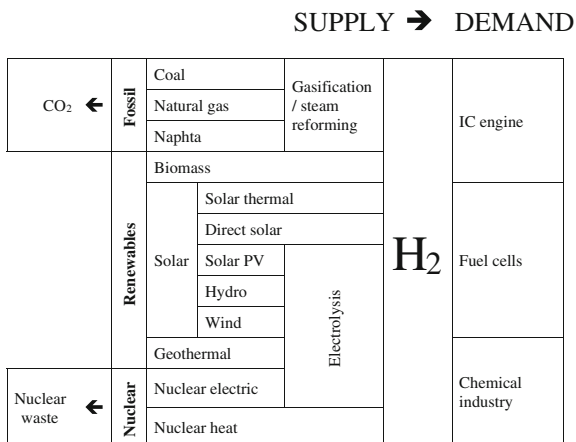 SUPPLY → DEMAND
CO₂ ←
Fossil
Coal
Natural gas
Naphta
Gasification
/ steam
reforming
Biomass
Renewables
Solar
Solar thermal
Direct solar
Solar PV
Hydro
Wind
Geothermal
Electrolysis
Nuclear
waste ←
Nuclear
Nuclear electric
Nuclear heat
H₂
IC engine
Fuel cells
Chemical
industry